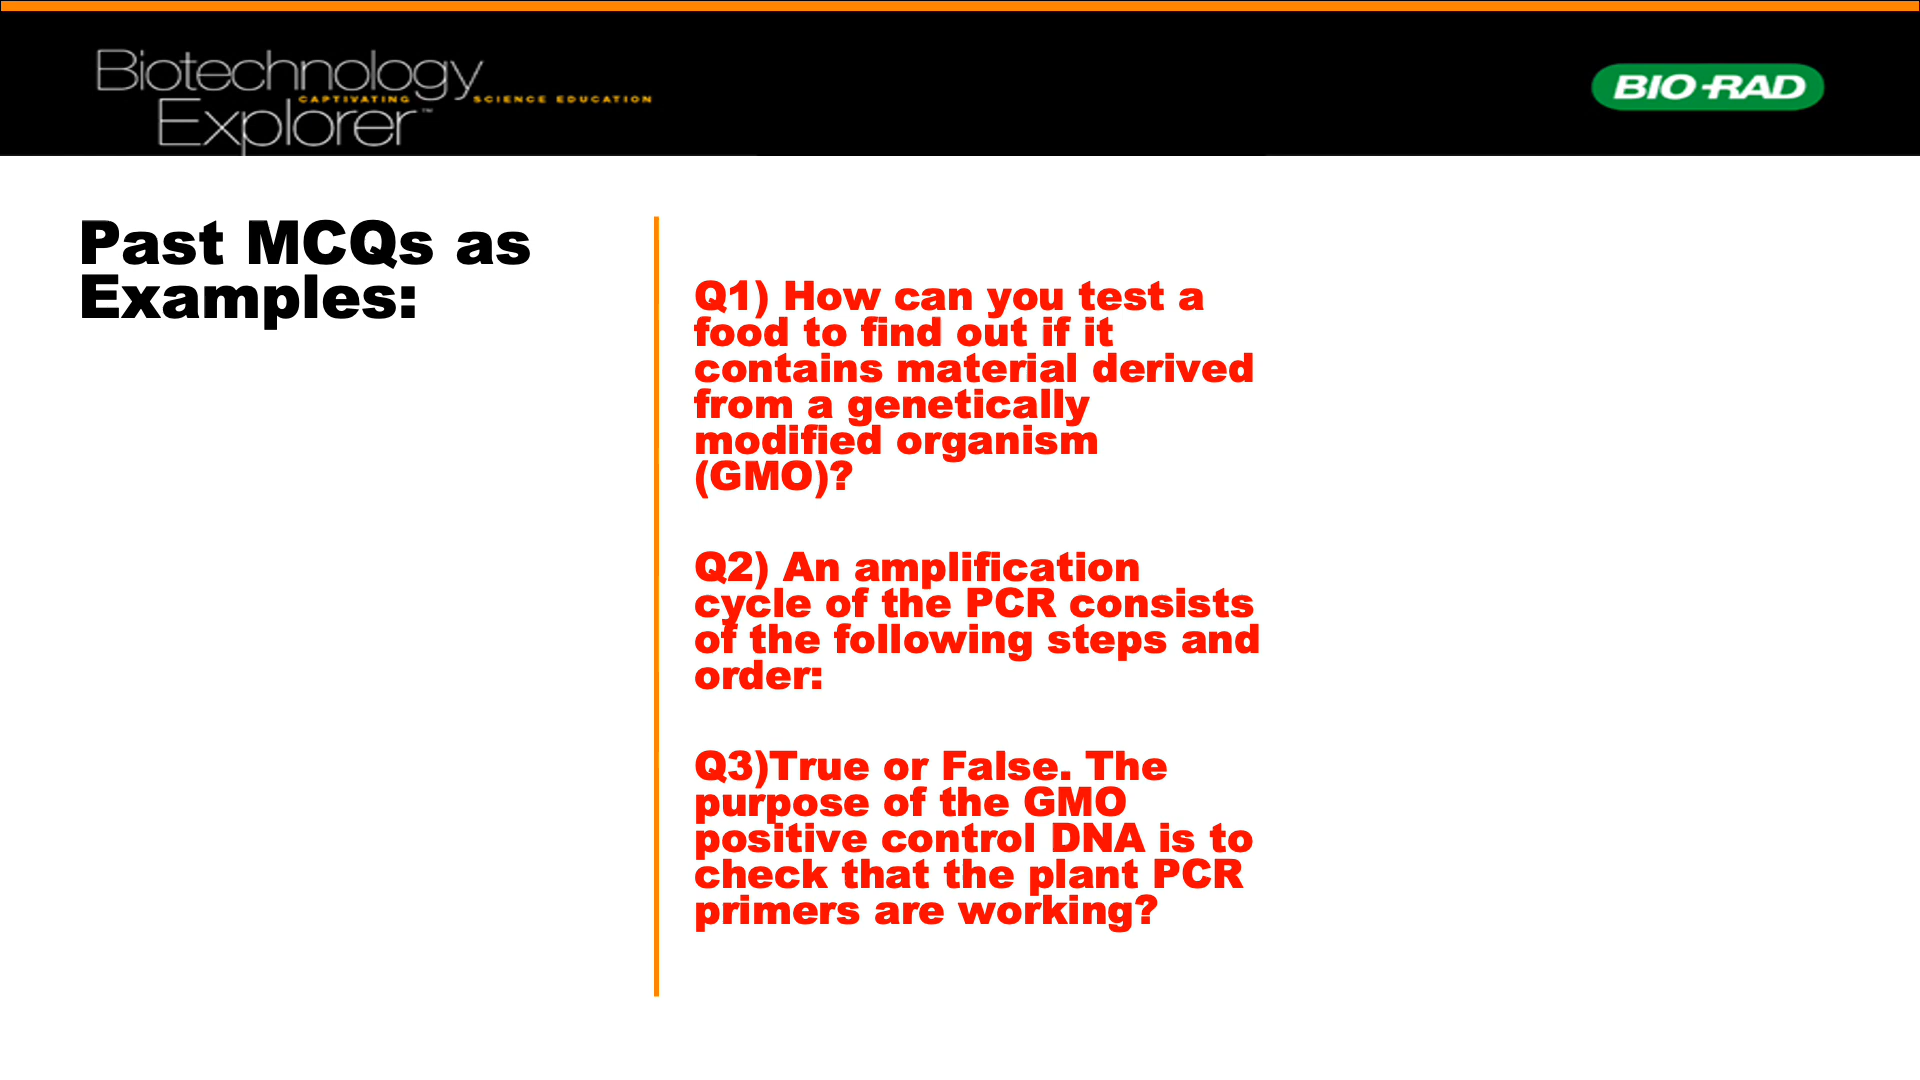 Biotechnology
CAPTIVATING SCIENCE EDUCATION
Explorer™
BIO-RAD
Past MCQs as
Examples:
Q1) How can you test a
food to find out if it
contains material derived
from a genetically
modified organism
(GMO)?
Q2) An amplification
cycle of the PCR consists
of the following steps and
order:
Q3)True or False. The
purpose of the GMO
positive control DNA is to
check that the plant PCR
primers are working?